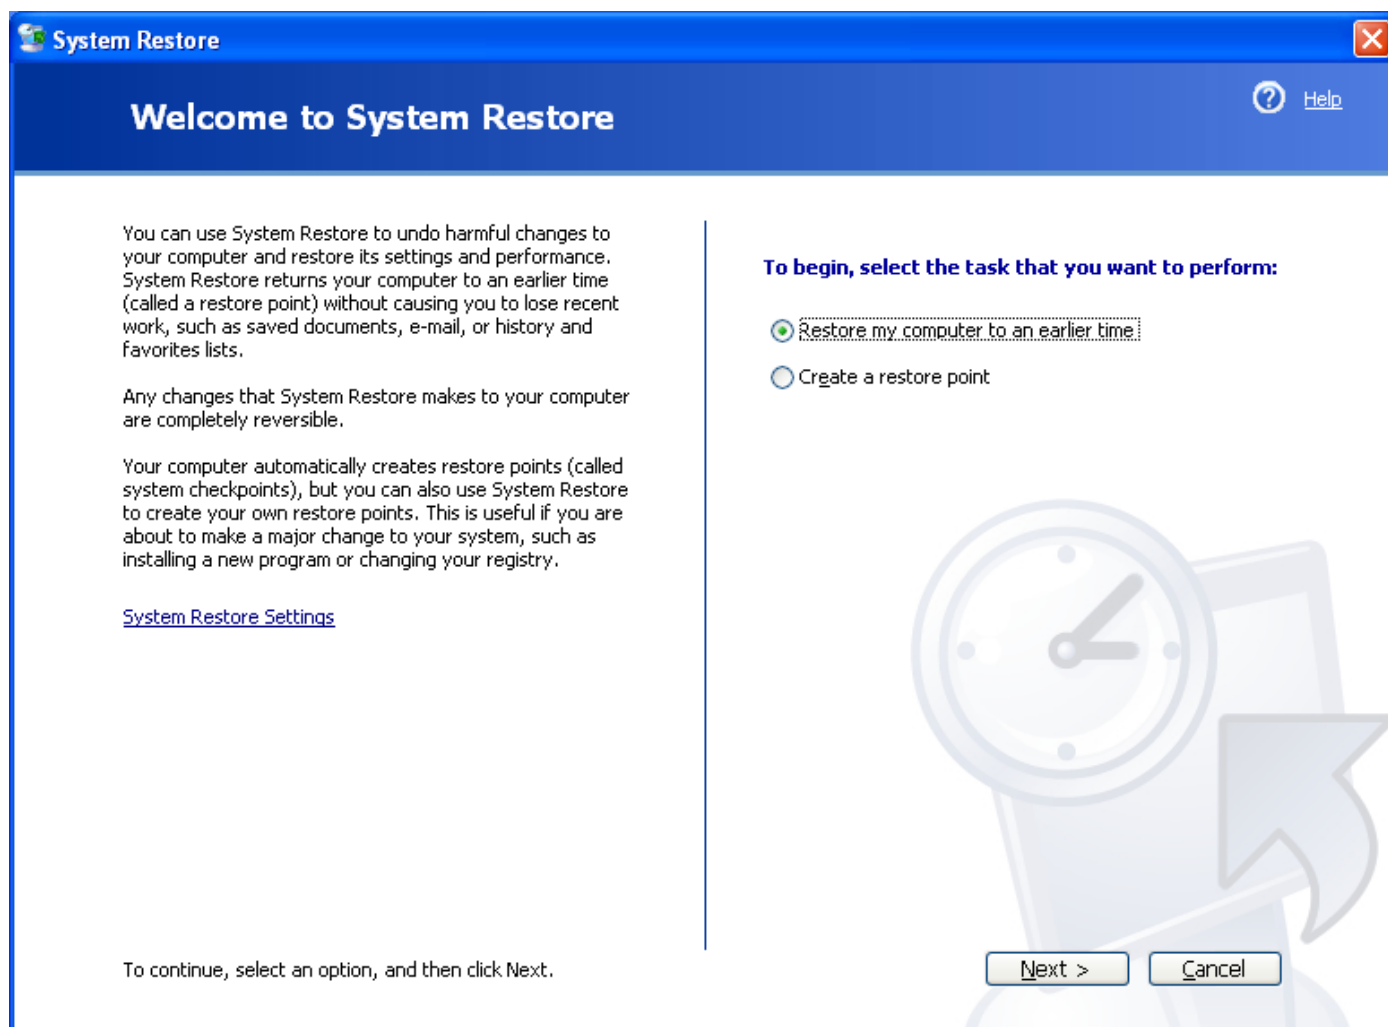 System Restore
Welcome to System Restore
Help
You can use System Restore to undo harmful changes to
your computer and restore its settings and performance.
System Restore returns your computer to an earlier time
(called a restore point) without causing you to lose recent
work, such as saved documents, e-mail, or history and
favorites lists.
Any changes that System Restore makes to your computer
are completely reversible.
Your computer automatically creates restore points (called
system checkpoints), but you can also use System Restore
to create your own restore points. This is useful if you are
about to make a major change to your system, such as
installing a new program or changing your registry.
System Restore Settings
To begin, select the task that you want to perform:
Restore my computer to an earlier time
Create a restore point
To continue, select an option, and then click Next.
Next >
Cancel